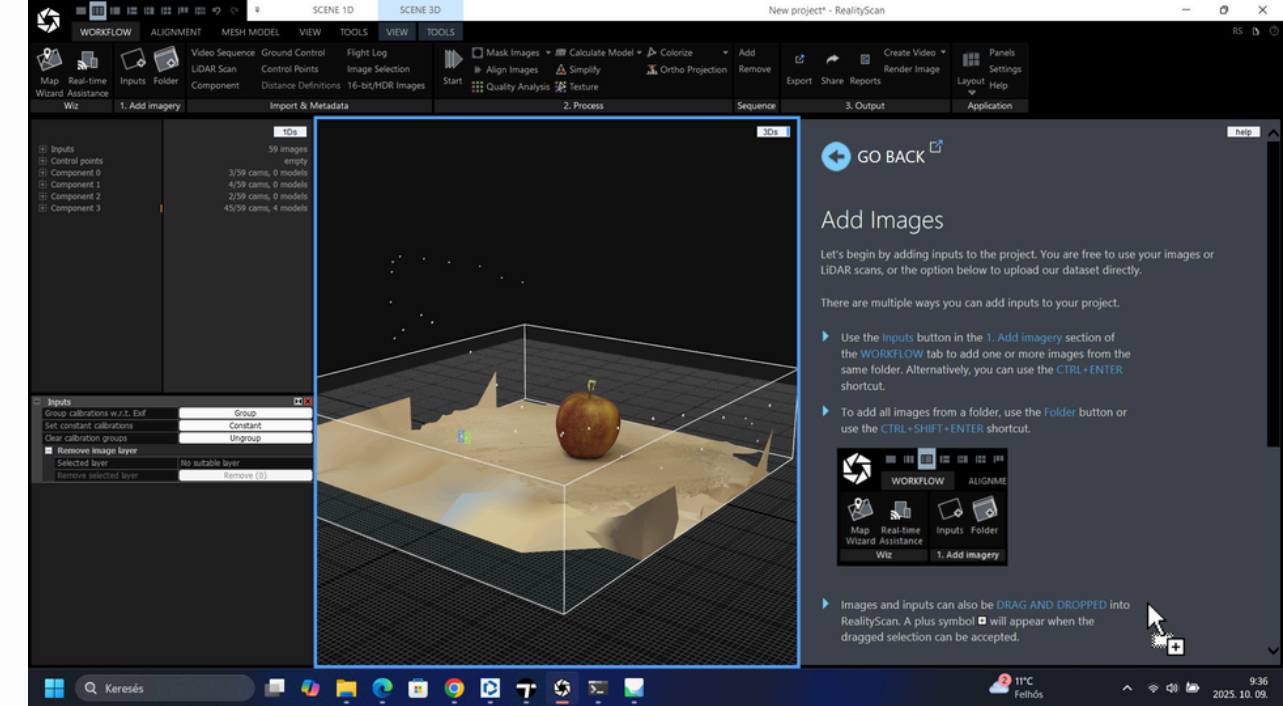 SCENE 1D
SCENE 3D
New project* - RealityScan
WORKFLOW ALIGNMENT MESH MODEL VIEW TOOLS VIEW TOOLS
RS
Map Wizard
Real-time Assistance
Wiz
Inputs Folder
1. Add imagery
Video Sequence Ground Control Flight Log
LiDAR Scan Control Points Image Selection
Component Distance Definitions 16-bit/HDR Images
Import & Metadata
Start
Mask Images Calculate Model Colorize
Align Images Simplify Ortho Projection
Quality Analysis Texture
2. Process
Add
Remove
Sequence
Export Share Reports
Create Video
Render Image
3. Output
Layout
Panels
Settings
Help
Application
1Ds
Inputs 59 images
Control points empty
Component 0 3/59 cams, 0 models
Component 1 4/59 cams, 0 models
Component 2 2/59 cams, 0 models
Component 3 45/59 cams, 4 models
Inputs
Group calibrations w.r.t. Exif Group
Set constant calibrations Constant
Clear calibration groups Ungroup
Remove image layer
Selected layer No suitable layer
Remove selected layer Remove (0)
3Ds
help
GO BACK
Add Images
Let's begin by adding inputs to the project. You are free to use your images or
LiDAR scans, or the option below to upload our dataset directly.
There are multiple ways you can add inputs to your project.
Use the Inputs button in the 1. Add imagery section of
the WORKFLOW tab to add one or more images from the
same folder. Alternatively, you can use the CTRL+ENTER
shortcut.
To add all images from a folder, use the Folder button or
use the CTRL+SHIFT+ENTER shortcut.
WORKFLOW ALIGNME
Map Wizard
Real-time Assistance
Inputs Folder
Wiz 1. Add imagery
Images and inputs can also be DRAG AND DROPPED into
RealityScan. A plus symbol will appear when the
dragged selection can be accepted.
Keresés
2
11°C
Felhős
9:36
2025. 10. 09.